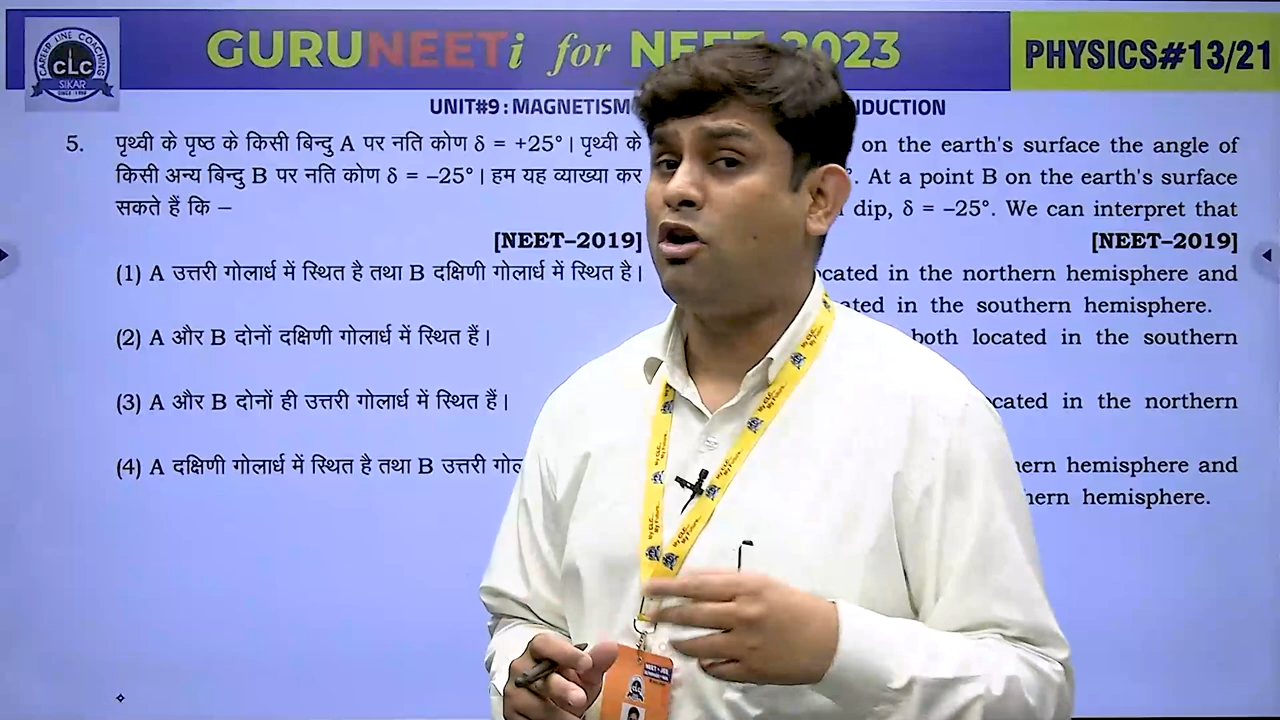 GURUNEETi for NEET 2023
PHYSICS#13/21
CAREER LINE COACHING
CLC
SIKAR
UNIT#9 : MAGNETISM
5. पृथ्वी के पृष्ठ के किसी बिन्दु A पर नति कोण δ = +25° | पृथ्वी के
किसी अन्य बिन्दु B पर नति कोण δ = –25° | हम यह व्याख्या कर
सकते हैं कि –
[NEET–2019]
(1) A उत्तरी गोलार्ध में स्थित है तथा B दक्षिणी गोलार्ध में स्थित है।
(2) A और B दोनों दक्षिणी गोलार्ध में स्थित हैं।
(3) A और B दोनों ही उत्तरी गोलार्ध में स्थित हैं।
(4) A दक्षिणी गोलार्ध में स्थित है तथा B उत्तरी
on the earth's surface the angle of
At a point B on the earth's surface
dip, δ = –25°. We can interpret that
[NEET–2019]
in the northern hemisphere and
in the southern hemisphere.
both located in the southern
in the northern
hemisphere and
hemisphere.